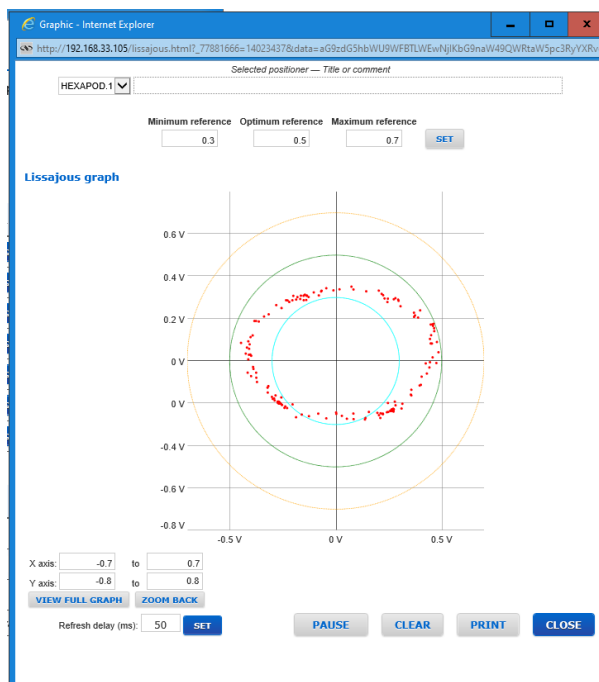 Graphic - Internet Explorer
http://192.168.33.105/lissajous.html?_77881666=14023437&data=aG9zdG5hbWU9WFBTLWEwNjlKbG9naW49QWRtaW5pc3RyYXRv
Selected positioner — Title or comment
HEXAPOD.1
Minimum reference Optimum reference Maximum reference
0.3 0.5 0.7 SET
Lissajous graph
0.6 V
0.4 V
0.2 V
0 V
0 V
-0.4 V
-0.6 V
-0.8 V
-0.5 V 0 V 0.5 V
X axis: -0.7 to 0.7
Y axis: -0.8 to 0.8
VIEW FULL GRAPH ZOOM BACK
Refresh delay (ms): 50 SET PAUSE CLEAR PRINT CLOSE